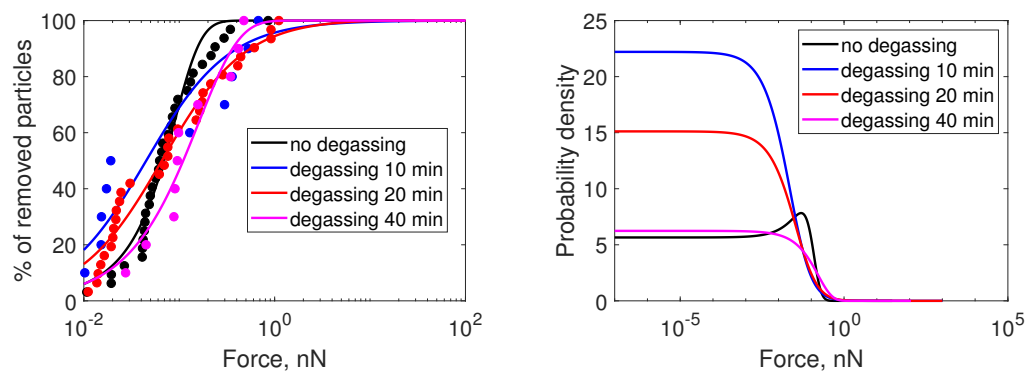 % of removed particles
100
80
60
40
20
0
10^-2
10^0
10^2
Force, nN
no degassing
degassing 10 min
degassing 20 min
degassing 40 min
Probability density
25
20
15
10
5
0
10^-5
10^0
10^5
Force, nN
no degassing
degassing 10 min
degassing 20 min
degassing 40 min